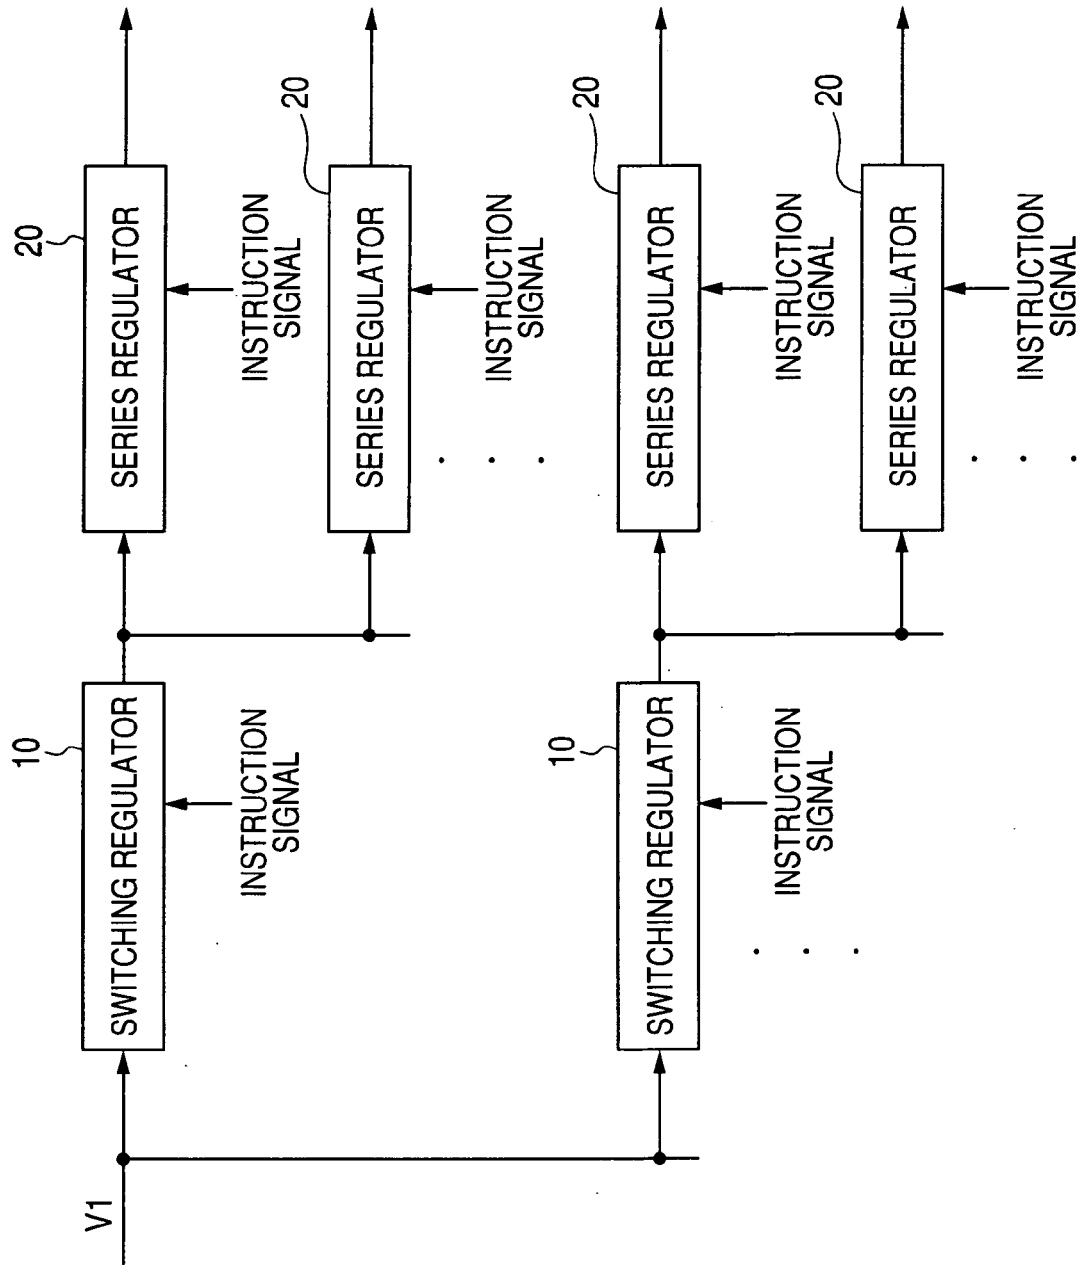 V1
10
SWITCHING REGULATOR
INSTRUCTION
SIGNAL
20
SERIES REGULATOR
INSTRUCTION
SIGNAL
20
SERIES REGULATOR
INSTRUCTION
SIGNAL
. . .
10
SWITCHING REGULATOR
INSTRUCTION
SIGNAL
. . .
20
SERIES REGULATOR
INSTRUCTION
SIGNAL
20
SERIES REGULATOR
INSTRUCTION
SIGNAL
. . .